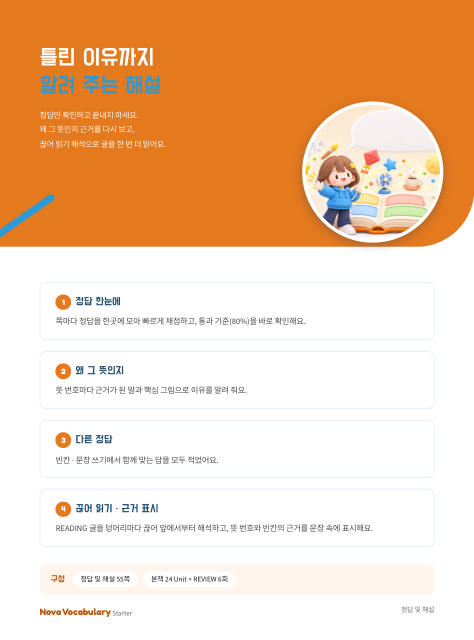 틀린 이유까지
알려 주는 해설
정답만 확인하고 끝내지 마세요.
왜 그 뜻인지 근거를 다시 보고,
끊어 읽기 해석으로 글을 한 번 더 읽어요.
1 정답 한눈에
쪽마다 정답을 한곳에 모아 빠르게 채점하고, 통과 기준(80%)을 바로 확인해요.
2 왜 그 뜻인지
뜻 번호마다 근거가 된 말과 핵심 그림으로 이유를 알려 줘요.
3 다른 정답
빈칸 · 문장 쓰기에서 함께 맞는 답을 모두 적었어요.
4 끊어 읽기 · 근거 표시
READING 글을 덩어리마다 끊어 앞에서부터 해석하고, 뜻 번호와 빈칸의 근거를 문장 속에 표시해요.
구성 정답 및 해설 55쪽 본책 24 Unit + REVIEW 6회
Nova Vocabulary Starter 정답 및 해설